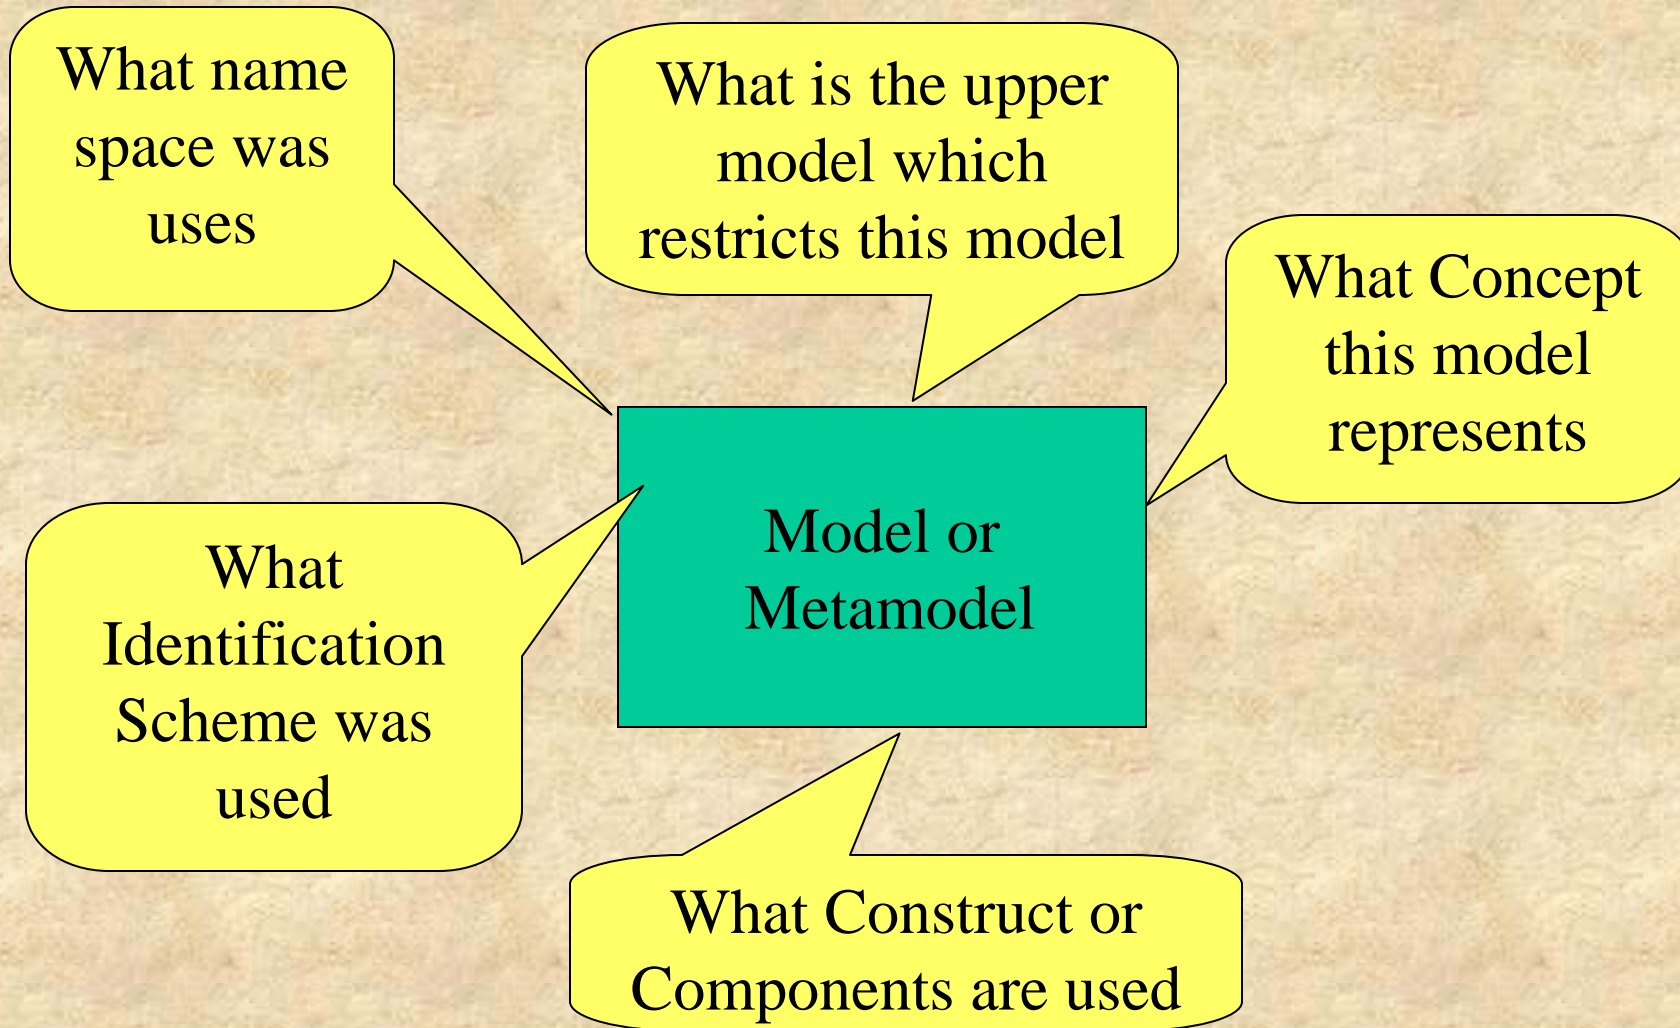 What name
space was
uses
What is the upper
model which
restricts this model
What Concept
this model
represents
Model or
Metamodel
What
Identification
Scheme was
used
What Construct or
Components are used